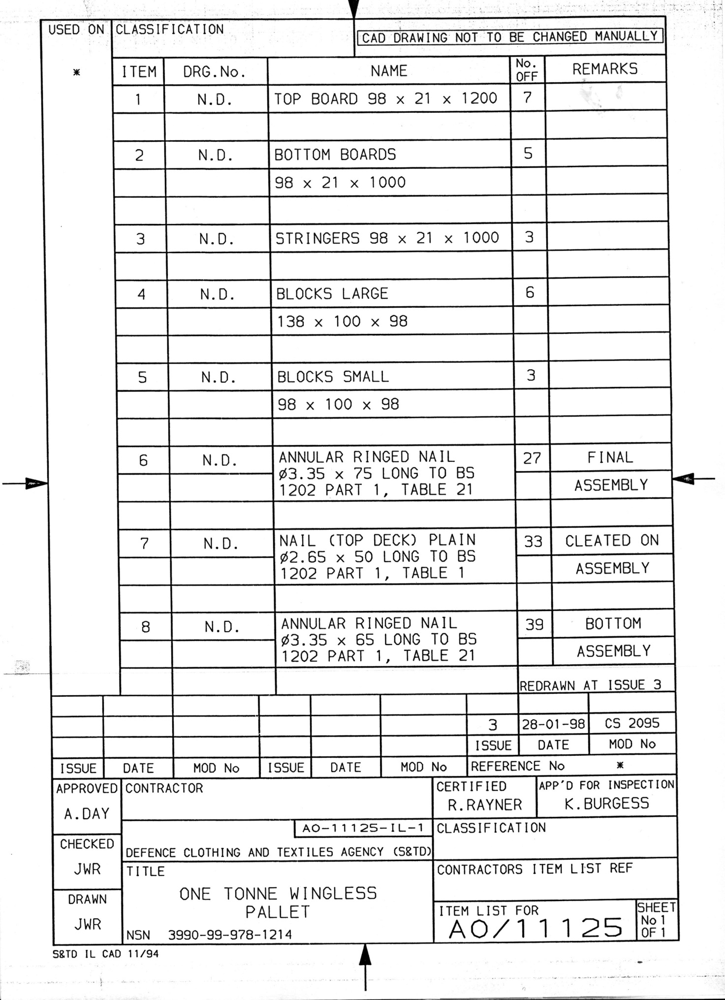 USED ON
CLASSIFICATION
CAD DRAWING NOT TO BE CHANGED MANUALLY
*
ITEM DRG.No. NAME No. OFF REMARKS
1 N.D. TOP BOARD 98 x 21 x 1200 7
2 N.D. BOTTOM BOARDS 5
98 x 21 x 1000
3 N.D. STRINGERS 98 x 21 x 1000 3
4 N.D. BLOCKS LARGE 6
138 x 100 x 98
5 N.D. BLOCKS SMALL 3
98 x 100 x 98
6 N.D. ANNULAR RINGED NAIL 27 FINAL
ø3.35 x 75 LONG TO BS
1202 PART 1, TABLE 21 ASSEMBLY
7 N.D. NAIL (TOP DECK) PLAIN 33 CLEATED ON
ø2.65 x 50 LONG TO BS
1202 PART 1, TABLE 1 ASSEMBLY
8 N.D. ANNULAR RINGED NAIL 39 BOTTOM
ø3.35 x 65 LONG TO BS
1202 PART 1, TABLE 21 ASSEMBLY
REDRAWN AT ISSUE 3
3 28-01-98 CS 2095
ISSUE DATE MOD No
ISSUE DATE MOD No ISSUE DATE MOD No REFERENCE No *
APPROVED
A.DAY
CONTRACTOR
CERTIFIED
R.RAYNER
APP'D FOR INSPECTION
K.BURGESS
AO-11125-IL-1
CLASSIFICATION
CHECKED
JWR
DEFENCE CLOTHING AND TEXTILES AGENCY (S&TD)
TITLE
ONE TONNE WINGLESS
PALLET
NSN 3990-99-978-1214
CONTRACTORS ITEM LIST REF
DRAWN
JWR
ITEM LIST FOR
AO/11125
SHEET
No 1
OF 1
S&TD IL CAD 11/94